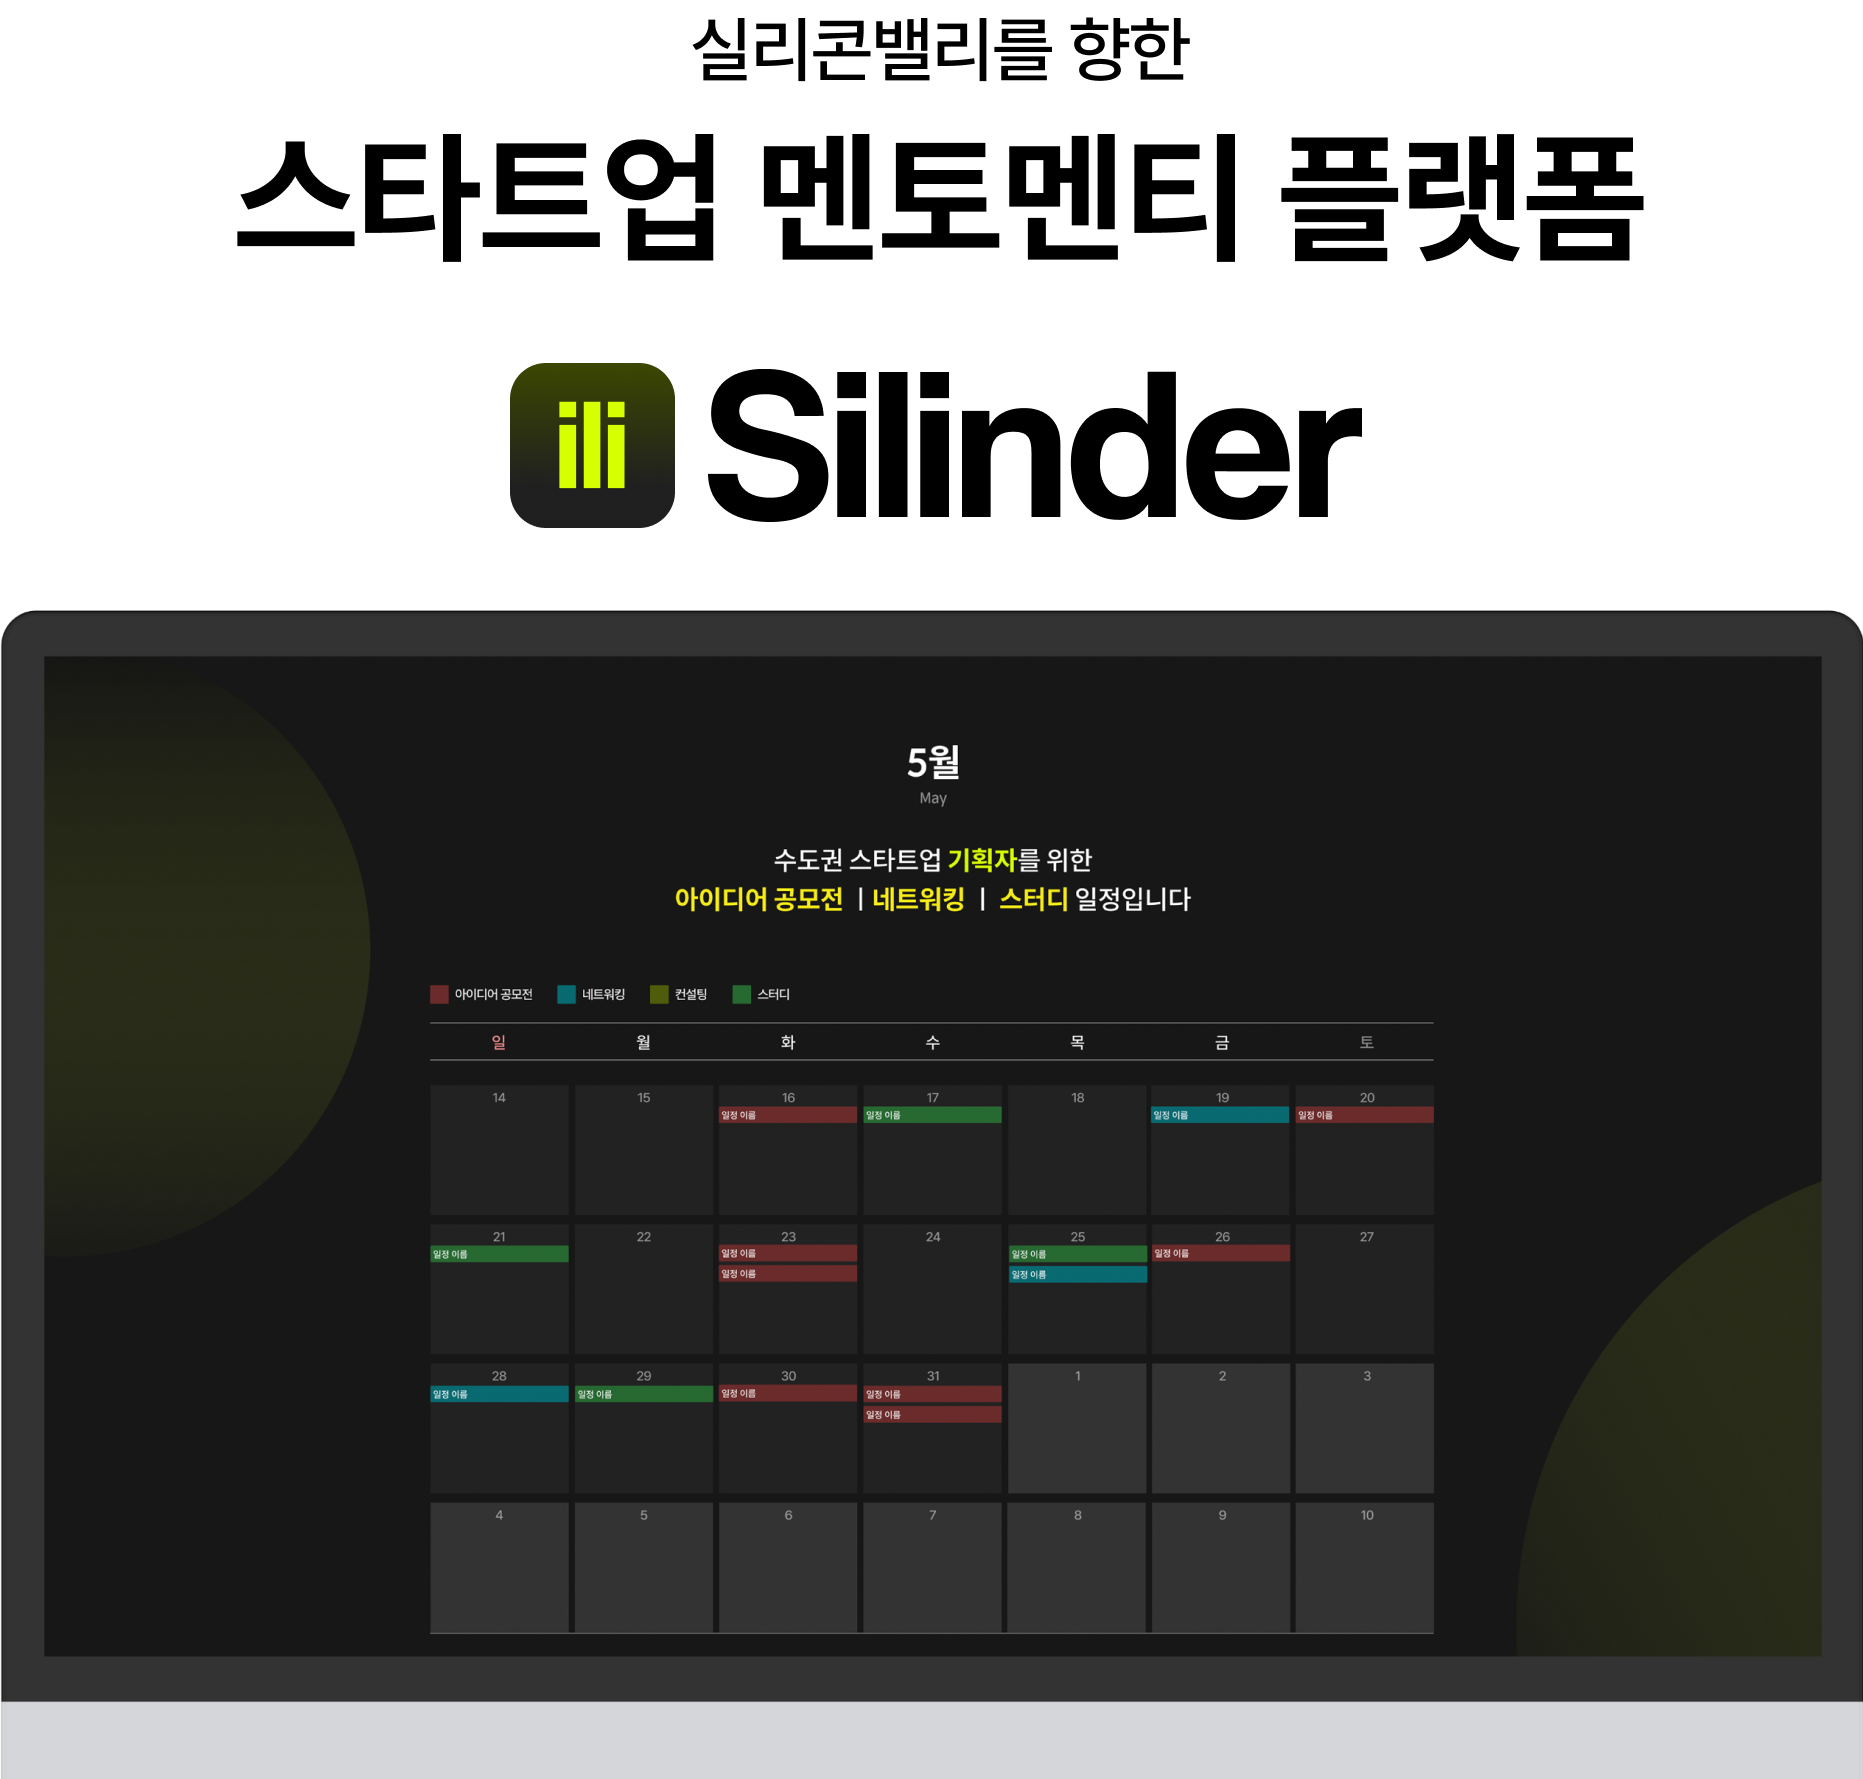 실리콘밸리를 향한
스타트업 멘토멘티 플랫폼
ili Silinder
5월
May
수도권 스타트업 기획자를 위한
아이디어 공모전 | 네트워킹 | 스터디 일정입니다
아이디어 공모전 네트워킹 컨설팅 스터디
일 월 화 수 목 금 토
14 15 16 17 18 19 20
일정 이름 일정 이름 일정 이름 일정 이름
21 22 23 24 25 26 27
일정 이름 일정 이름 일정 이름 일정 이름
일정 이름 일정 이름
28 29 30 31 1 2 3
일정 이름 일정 이름 일정 이름 일정 이름
일정 이름
4 5 6 7 8 9 10